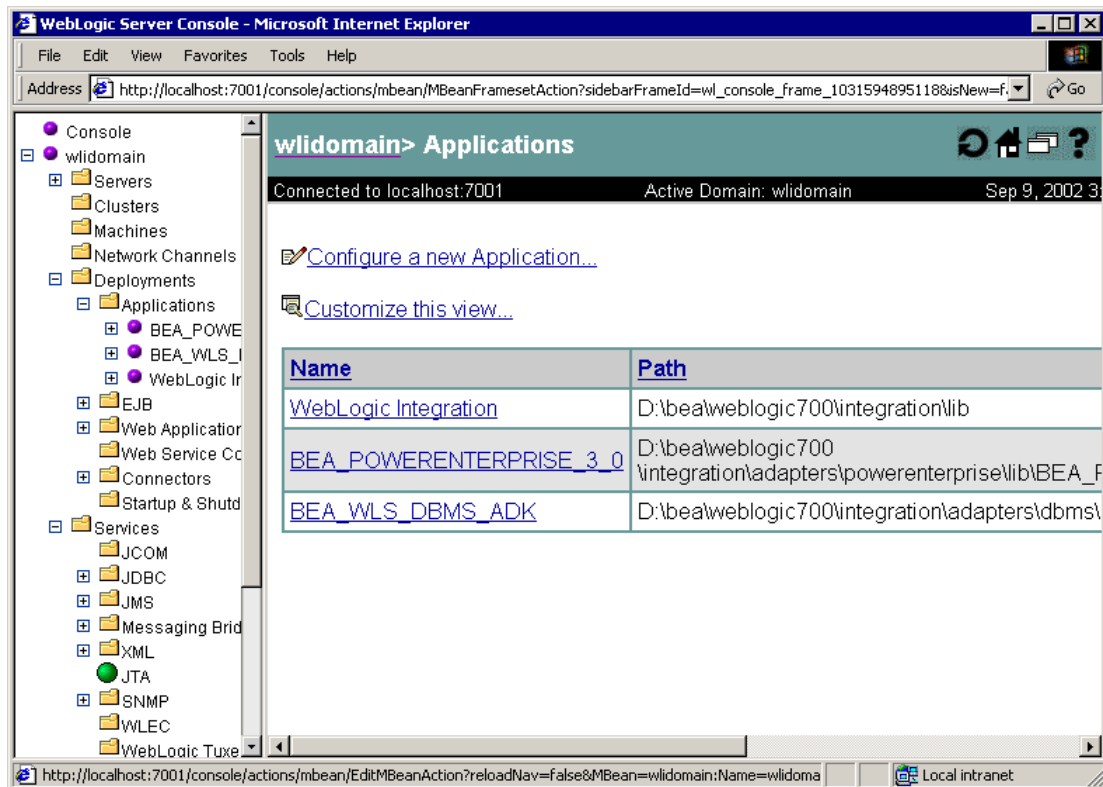 WebLogic Server Console - Microsoft Internet Explorer
File Edit View Favorites Tools Help
Address http://localhost:7001/console/actions/mbean/MBeanFramesetAction?sidebarFrameId=wl_console_frame_1031594895118&isNew=f Go
Console
wlidomain
Servers
Clusters
Machines
Network Channels
Deployments
Applications
BEA_POWE
BEA_WLS_
WebLogic Ir
EJB
Web Applicatior
Web Service Cc
Connectors
Startup & Shutd
Services
JCOM
JDBC
JMS
Messaging Brid
XML
JTA
SNMP
WLEC
WebLogic Tuxe
wlidomain> Applications
Connected to localhost:7001 Active Domain: wlidomain Sep 9, 2002 3:
Configure a new Application...
Customize this view...
Name Path
WebLogic Integration D:\bea\weblogic700\integration\lib
BEA_POWERENTERPRISE_3_0 D:\bea\weblogic700
\integration\adapters\powerenterprise\lib\BEA_
BEA_WLS_DBMS_ADK D:\bea\weblogic700\integration\adapters\dbms\
http://localhost:7001/console/actions/mbean/EditMBeanAction?reloadNav=false&MBean=wlidomain:Name=wlidoma Local intranet